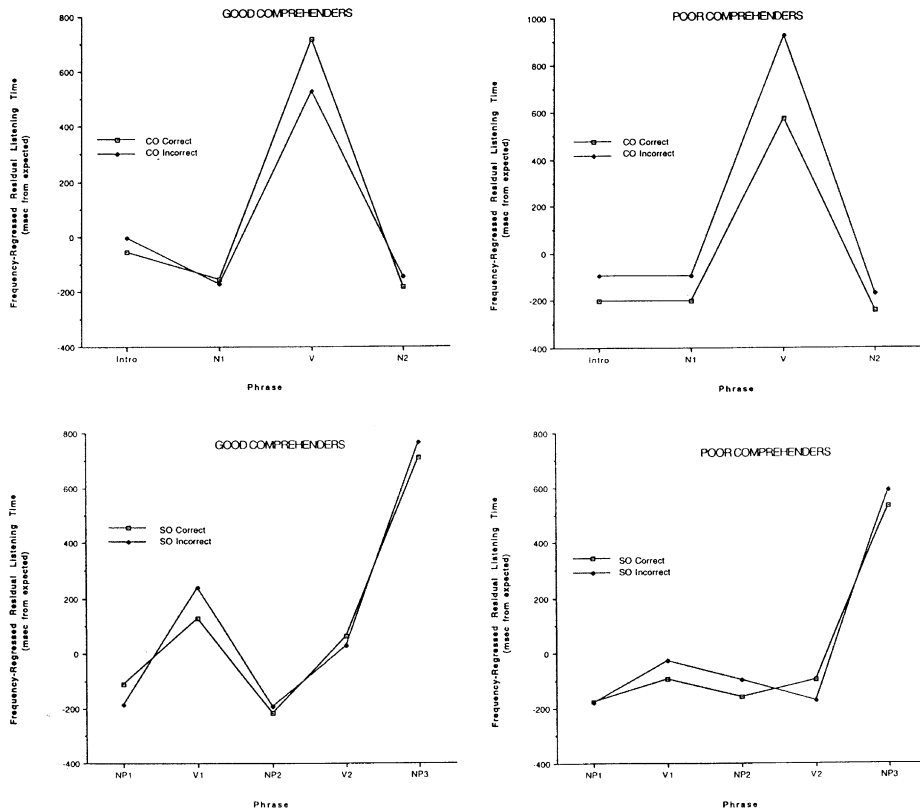 GOOD COMPREHENDERS
800
600
400
200
0
-200
-400
Frequency-Regressed Residual Listening Time
(msec from expected)
CO Correct
CO Incorrect
Intro
N1
V
N2
Phrase
POOR COMPREHENDERS
1000
800
600
400
200
0
-200
-400
Frequency-Regressed Residual Listening Time
(msec from expected)
CO Correct
CO Incorrect
Intro
N1
V
N2
Phrase
GOOD COMPREHENDERS
800
600
400
200
0
-200
-400
Frequency-Regressed Residual Listening Time
(msec from expected)
SO Correct
SO Incorrect
NP1
V1
NP2
V2
NP3
Phrase
POOR COMPREHENDERS
800
600
400
200
0
-200
-400
Frequency-Regressed Residual Listening Time
(msec from expected)
SO Correct
SO Incorrect
NP1
V1
NP2
V2
NP3
Phrase